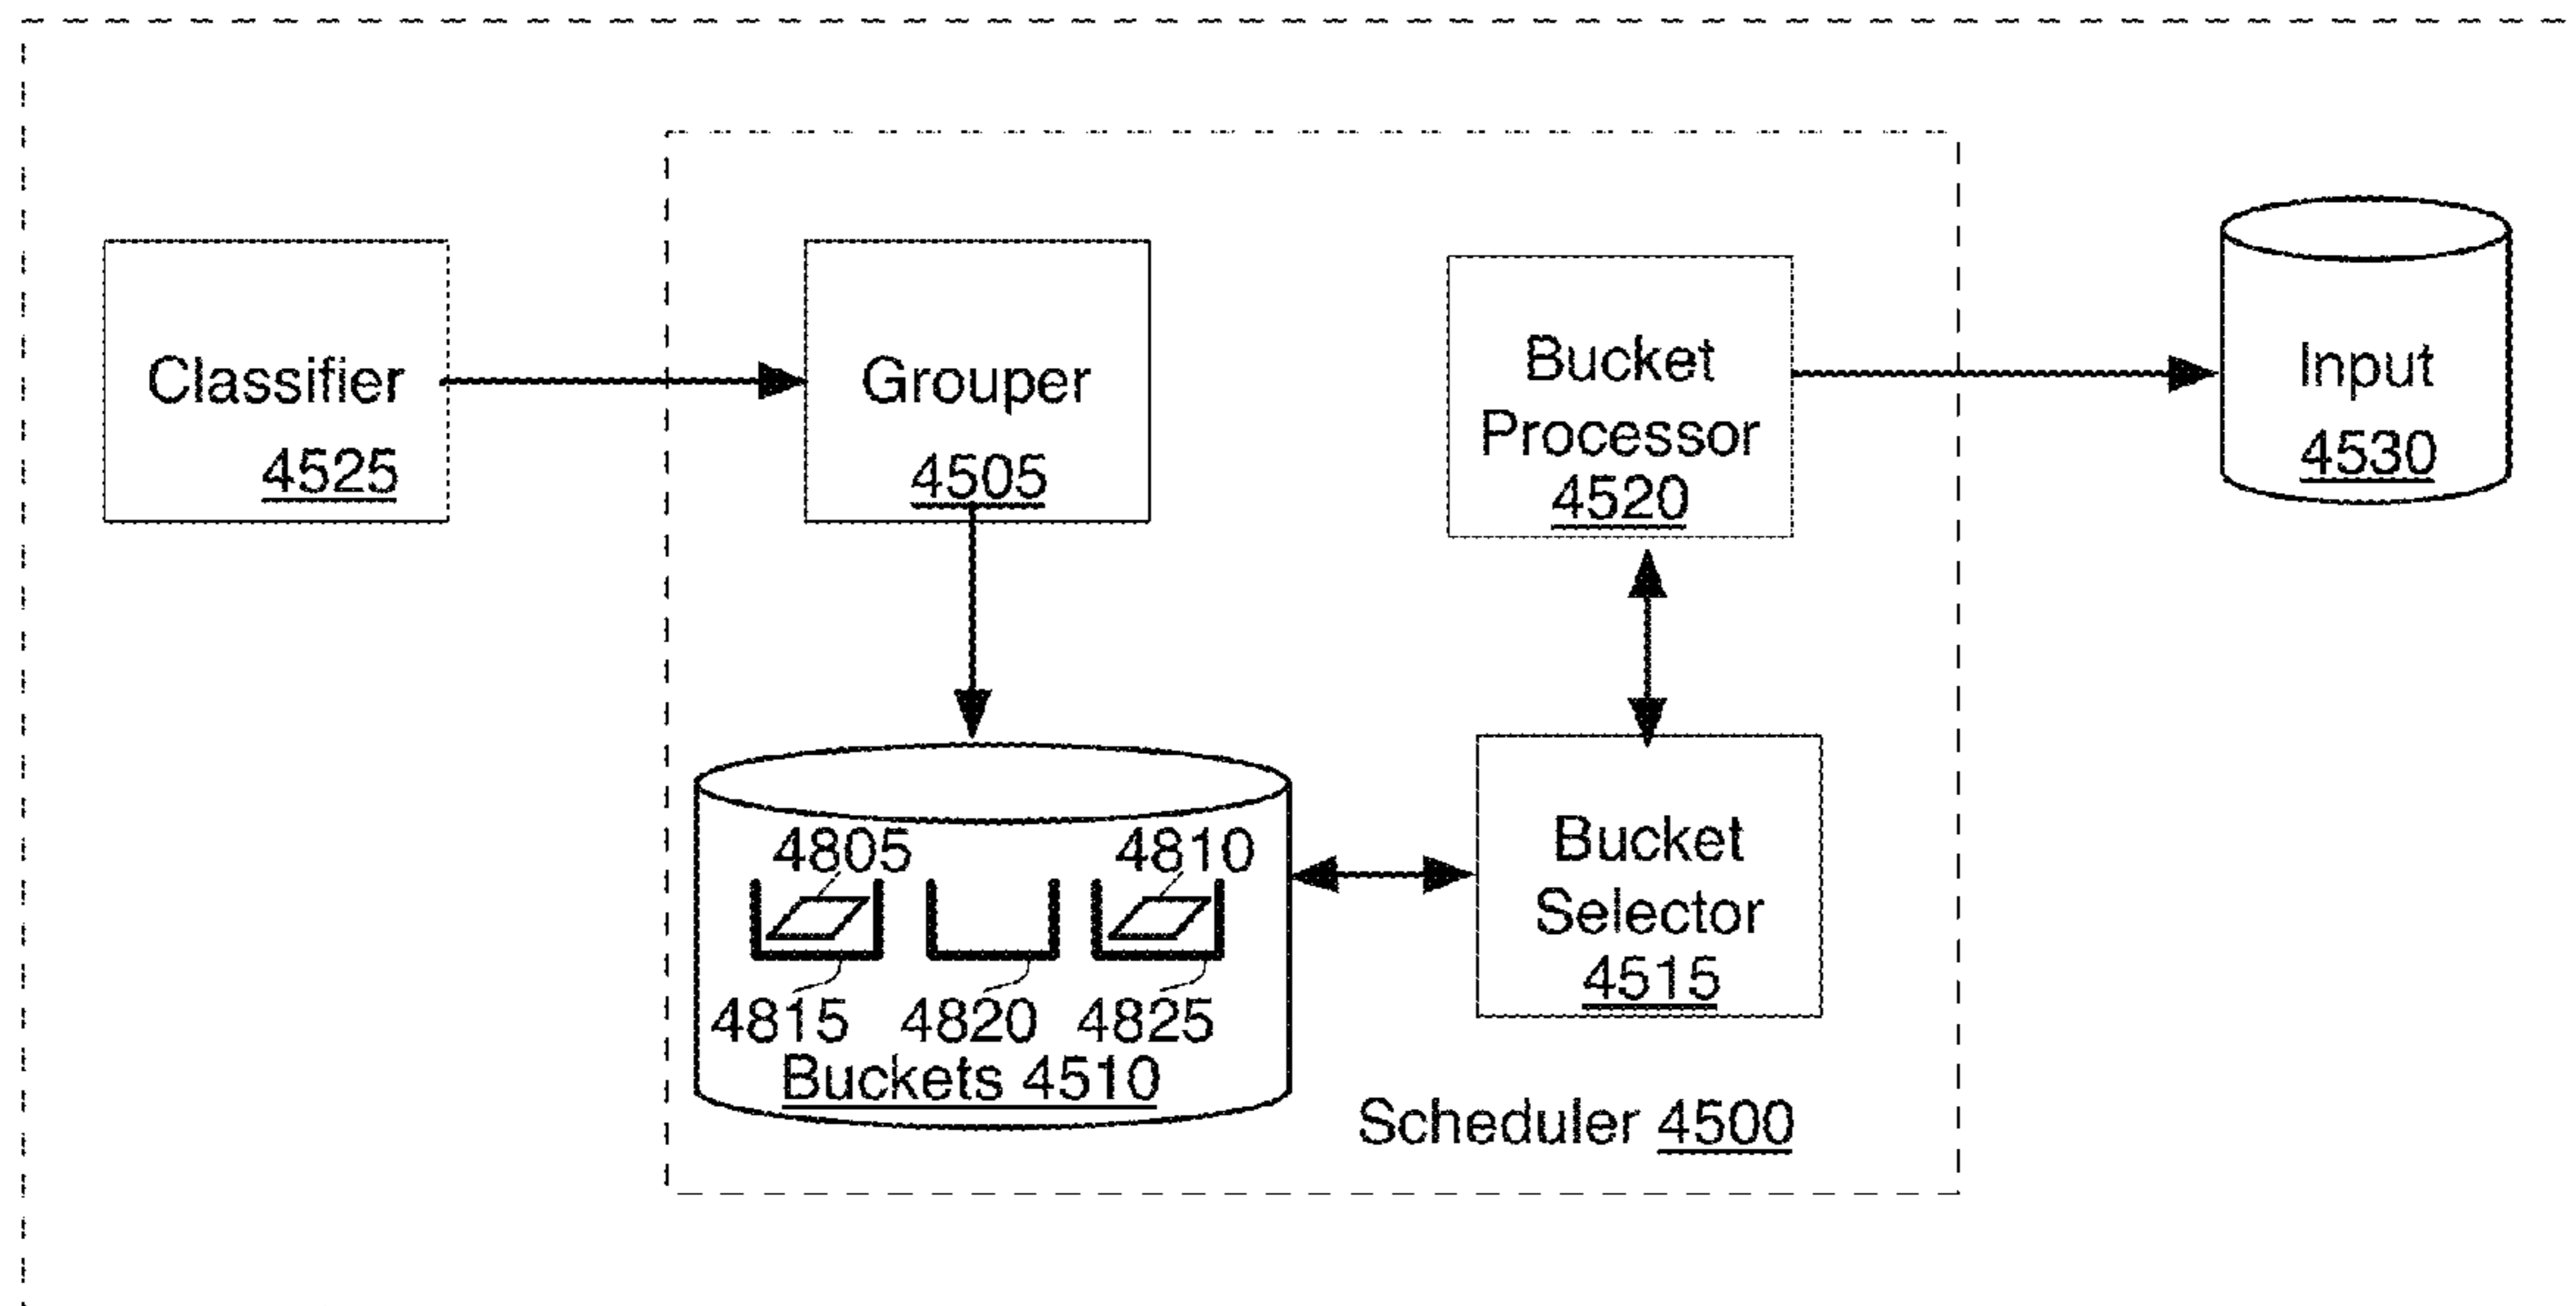 Classifier
4525
Grouper
4505
Bucket
Processor
4520
Input
4530
4805
4810
4815
4820
4825
Buckets 4510
Bucket
Selector
4515
Scheduler 4500